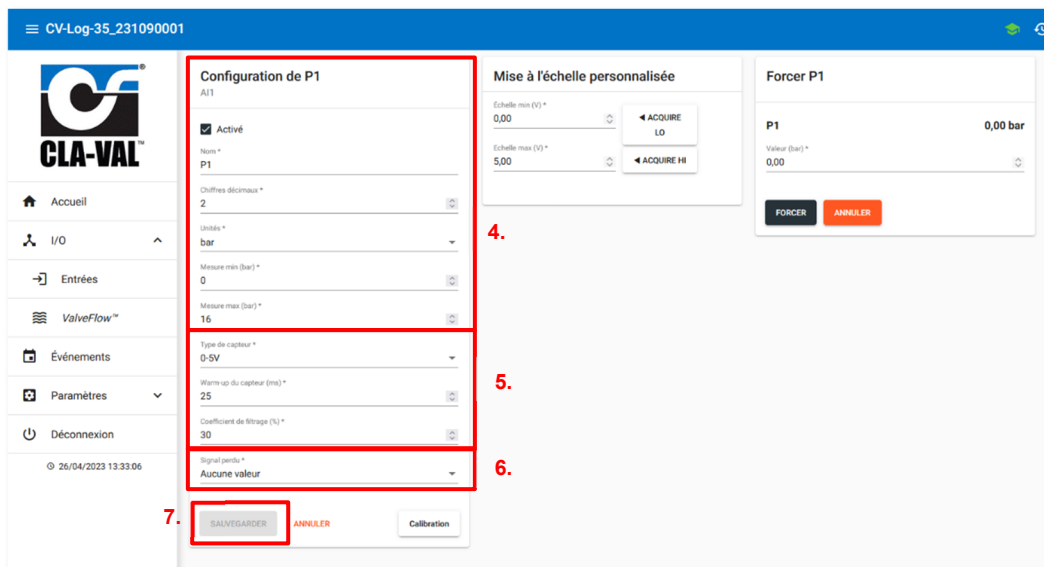 CV-Log-35_231090001
®
CLA-VAL™
Accueil
I/O
Entrées
ValveFlow™
Événements
Paramètres
Déconnexion
26/04/2023 13:33:06
Configuration de P1
AI1
Activé
Nom *
P1
Chiffres décimaux *
2
Unités *
bar
Mesure min (bar) *
0
Mesure max (bar) *
16
4.
Type de capteur *
0-5V
Warm-up du capteur (ms) *
25
Coefficient de filtrage (%) *
30
5.
Signal perdu *
Aucune valeur
6.
7.
SAUVEGARDER ANNULER Calibration
Mise à l'échelle personnalisée
Echelle min (V) *
0,00
◀ ACQUIRE
LO
Echelle max (V) *
5,00
◀ ACQUIRE HI
Forcer P1
P1 0,00 bar
Valeur (bar) *
0,00
FORCER ANNULER